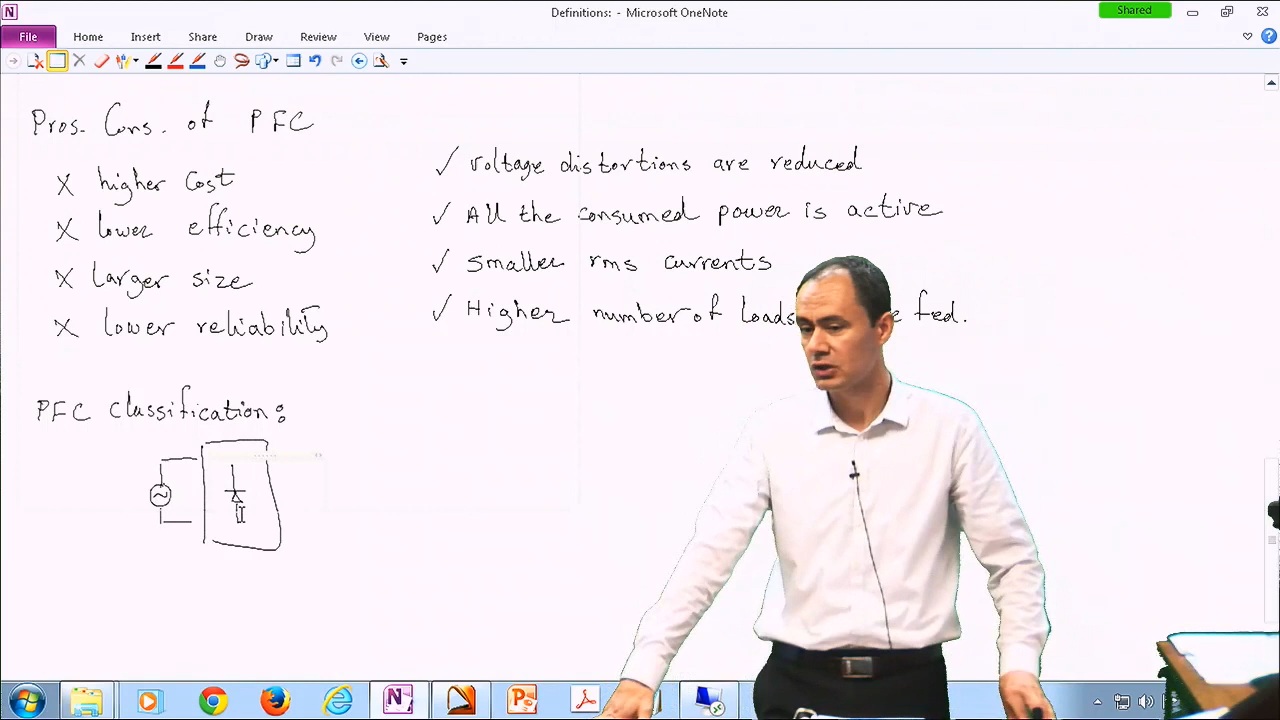 Definitions: - Microsoft OneNote
Shared
File Home Insert Share Draw Review View Pages
Pros. Cons. of PFC
X higher cost
X lower efficiency
X larger size
X lower reliability
✓ voltage distortions are reduced
✓ All the consumed power is active
✓ smaller rms currents
✓ Higher number of loads fed.
PFC classification: